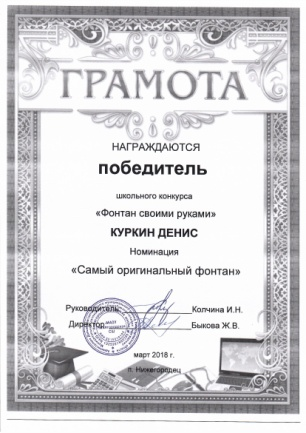 ГРАМОТА
НАГРАЖДАЮТСЯ
победитель
школьного конкурса
«Фонтан своими руками»
КУРКИН ДЕНИС
Номинация
«Самый оригинальный фонтан»
Руководитель Колчина И.Н.
Директор Быкова Ж.В.
март 2018 г.
п. Нижегородец